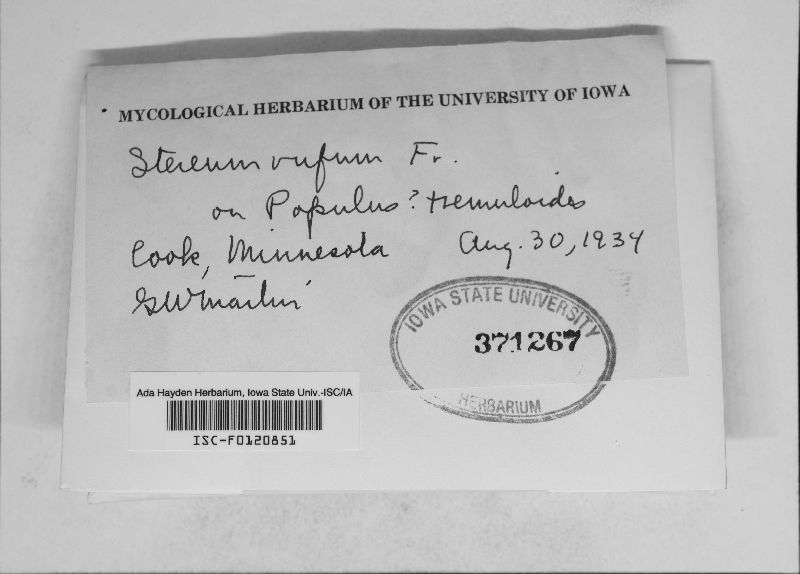 MYCOLOGICAL HERBARIUM OF THE UNIVERSITY OF IOWA
Stereum rufum Fr.
on Populus? tremuloides
Cook, Minnesota Aug. 30, 1934
GW Martin
IOWA STATE UNIVERSITY
371267
HERBARIUM
Ada Hayden Herbarium, Iowa State Univ.-ISC/IA
ISC-F0120851